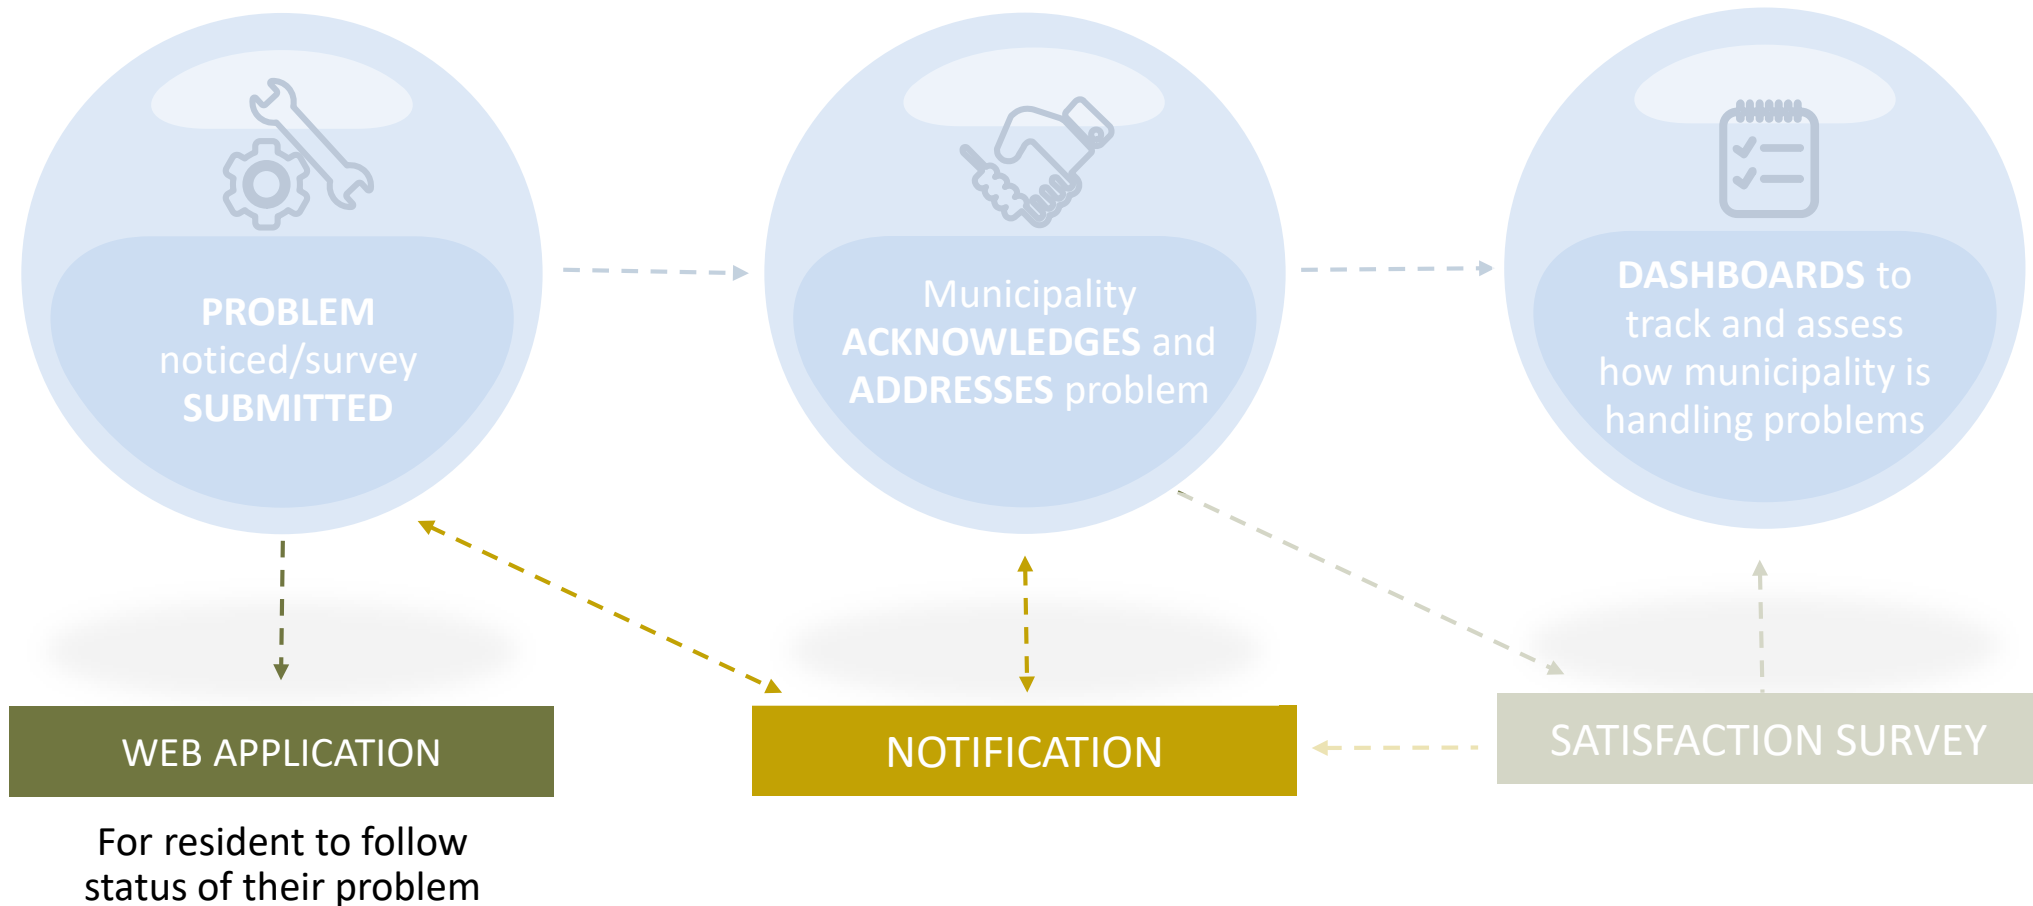 PROBLEM
noticed/survey
SUBMITTED
Municipality
ACKNOWLEDGES and
ADDRESSES problem
DASHBOARDS to
track and assess
how municipality is
handling problems
WEB APPLICATION
NOTIFICATION
SATISFACTION SURVEY
For resident to follow
status of their problem